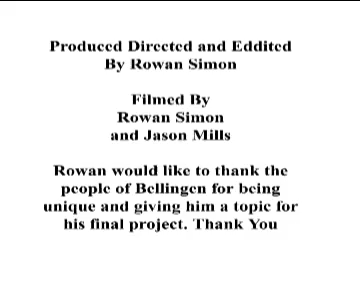 Produced Directed and Eddited
By Rowan Simon
Filmed By
Rowan Simon
and Jason Mills
Rowan would like to thank the
people of Bellingen for being
unique and giving him a topic for
his final project. Thank You